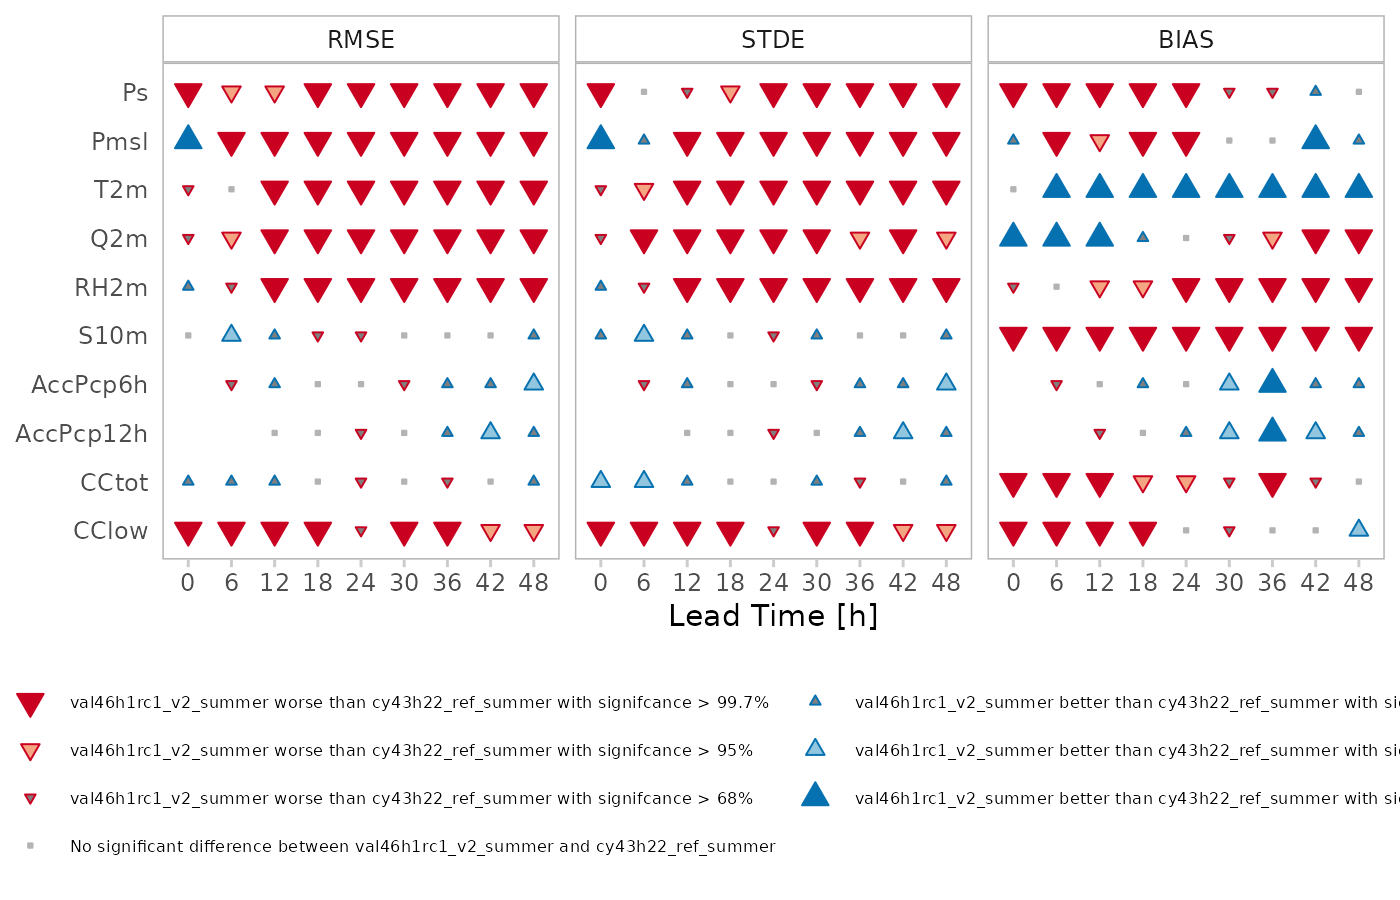 RMSE STDE BIAS
Ps
Pmsl
T2m
Q2m
RH2m
S10m
AccPcp6h
AccPcp12h
CCtot
CClow
0 6 12 18 24 30 36 42 48 0 6 12 18 24 30 36 42 48 0 6 12 18 24 30 36 42 48
Lead Time [h]
val46h1rc1_v2_summer worse than cy43h22_ref_summer with signifcance > 99.7%
val46h1rc1_v2_summer worse than cy43h22_ref_summer with signifcance > 95%
val46h1rc1_v2_summer worse than cy43h22_ref_summer with signifcance > 68%
No significant difference between val46h1rc1_v2_summer and cy43h22_ref_summer
val46h1rc1_v2_summer better than cy43h22_ref_summer with
val46h1rc1_v2_summer better than cy43h22_ref_summer with
val46h1rc1_v2_summer better than cy43h22_ref_summer with